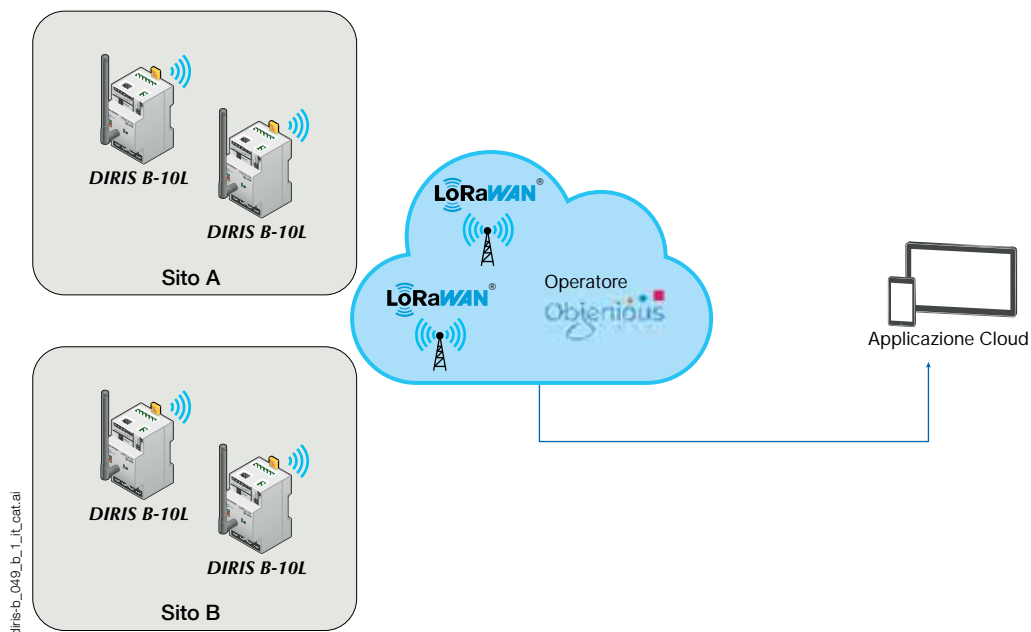 DIRIS B-10L
DIRIS B-10L
Sito A
LoRaWAN®
LoRaWAN®
Operatore
Objenious
Applicazione Cloud
DIRIS B-10L
DIRIS B-10L
Sito B
diris-b_049_b_1_it_cat.ai